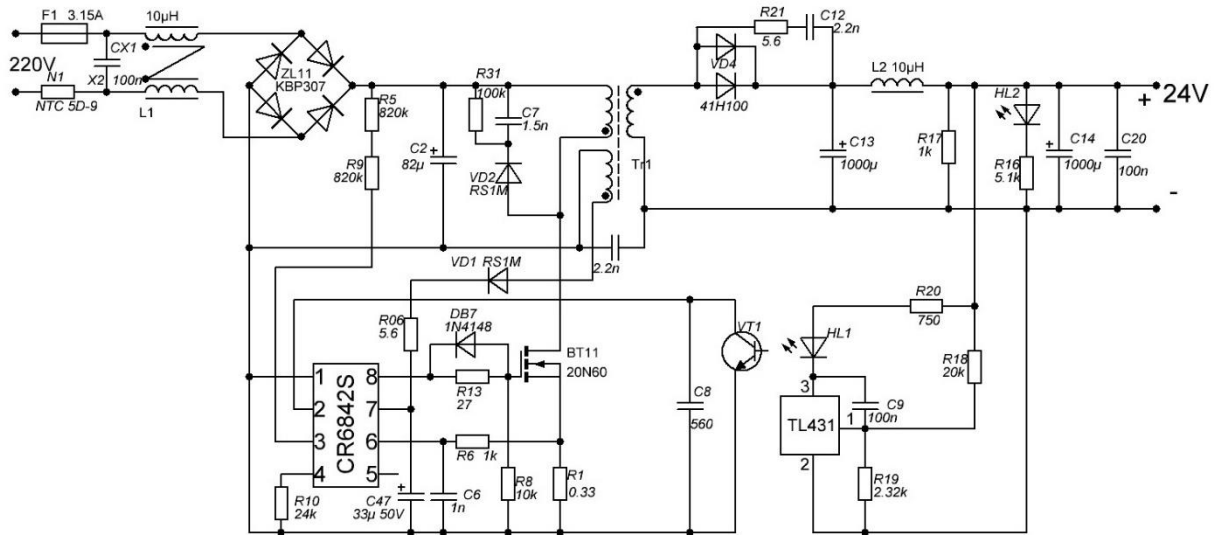 F1 3.15A
10µH
CX1
220V
N1
X2 100n
NTC 5D-9
L1
ZL11
KBP307
R5
820k
R9
820k
R31
100k
C7
1.5n
C2
82µ
VD2
RS1M
Tr1
2.2n
R21
5.6
C12
2.2n
VD4
41H100
L2 10µH
C13
1000µ
R17
1k
HL2
R16
5.1k
C14
1000µ
C20
100n
+ 24V
-
VD1 RS1M
R06
5.6
DB7
1N4148
BT11
20N60
R13
27
CR6842S
1
2
3
4
8
7
6
5
R6 1k
R10
24k
C47
33µ 50V
C6
1n
R8
10k
R1
0.33
C8
560
VT1
HL1
R20
750
R18
20k
C9
100n
TL431
3
1
2
R19
2.32k